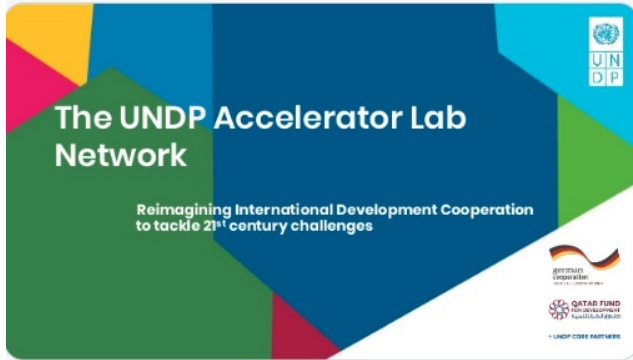 U N
D P
The UNDP Accelerator Lab
Network
Reimagining International Development Cooperation
to tackle 21st century challenges
german
cooperation
QATAR FUND
FOR DEVELOPMENT
صندوق قطر للتنمية
+ UNDP CORE PARTNERS